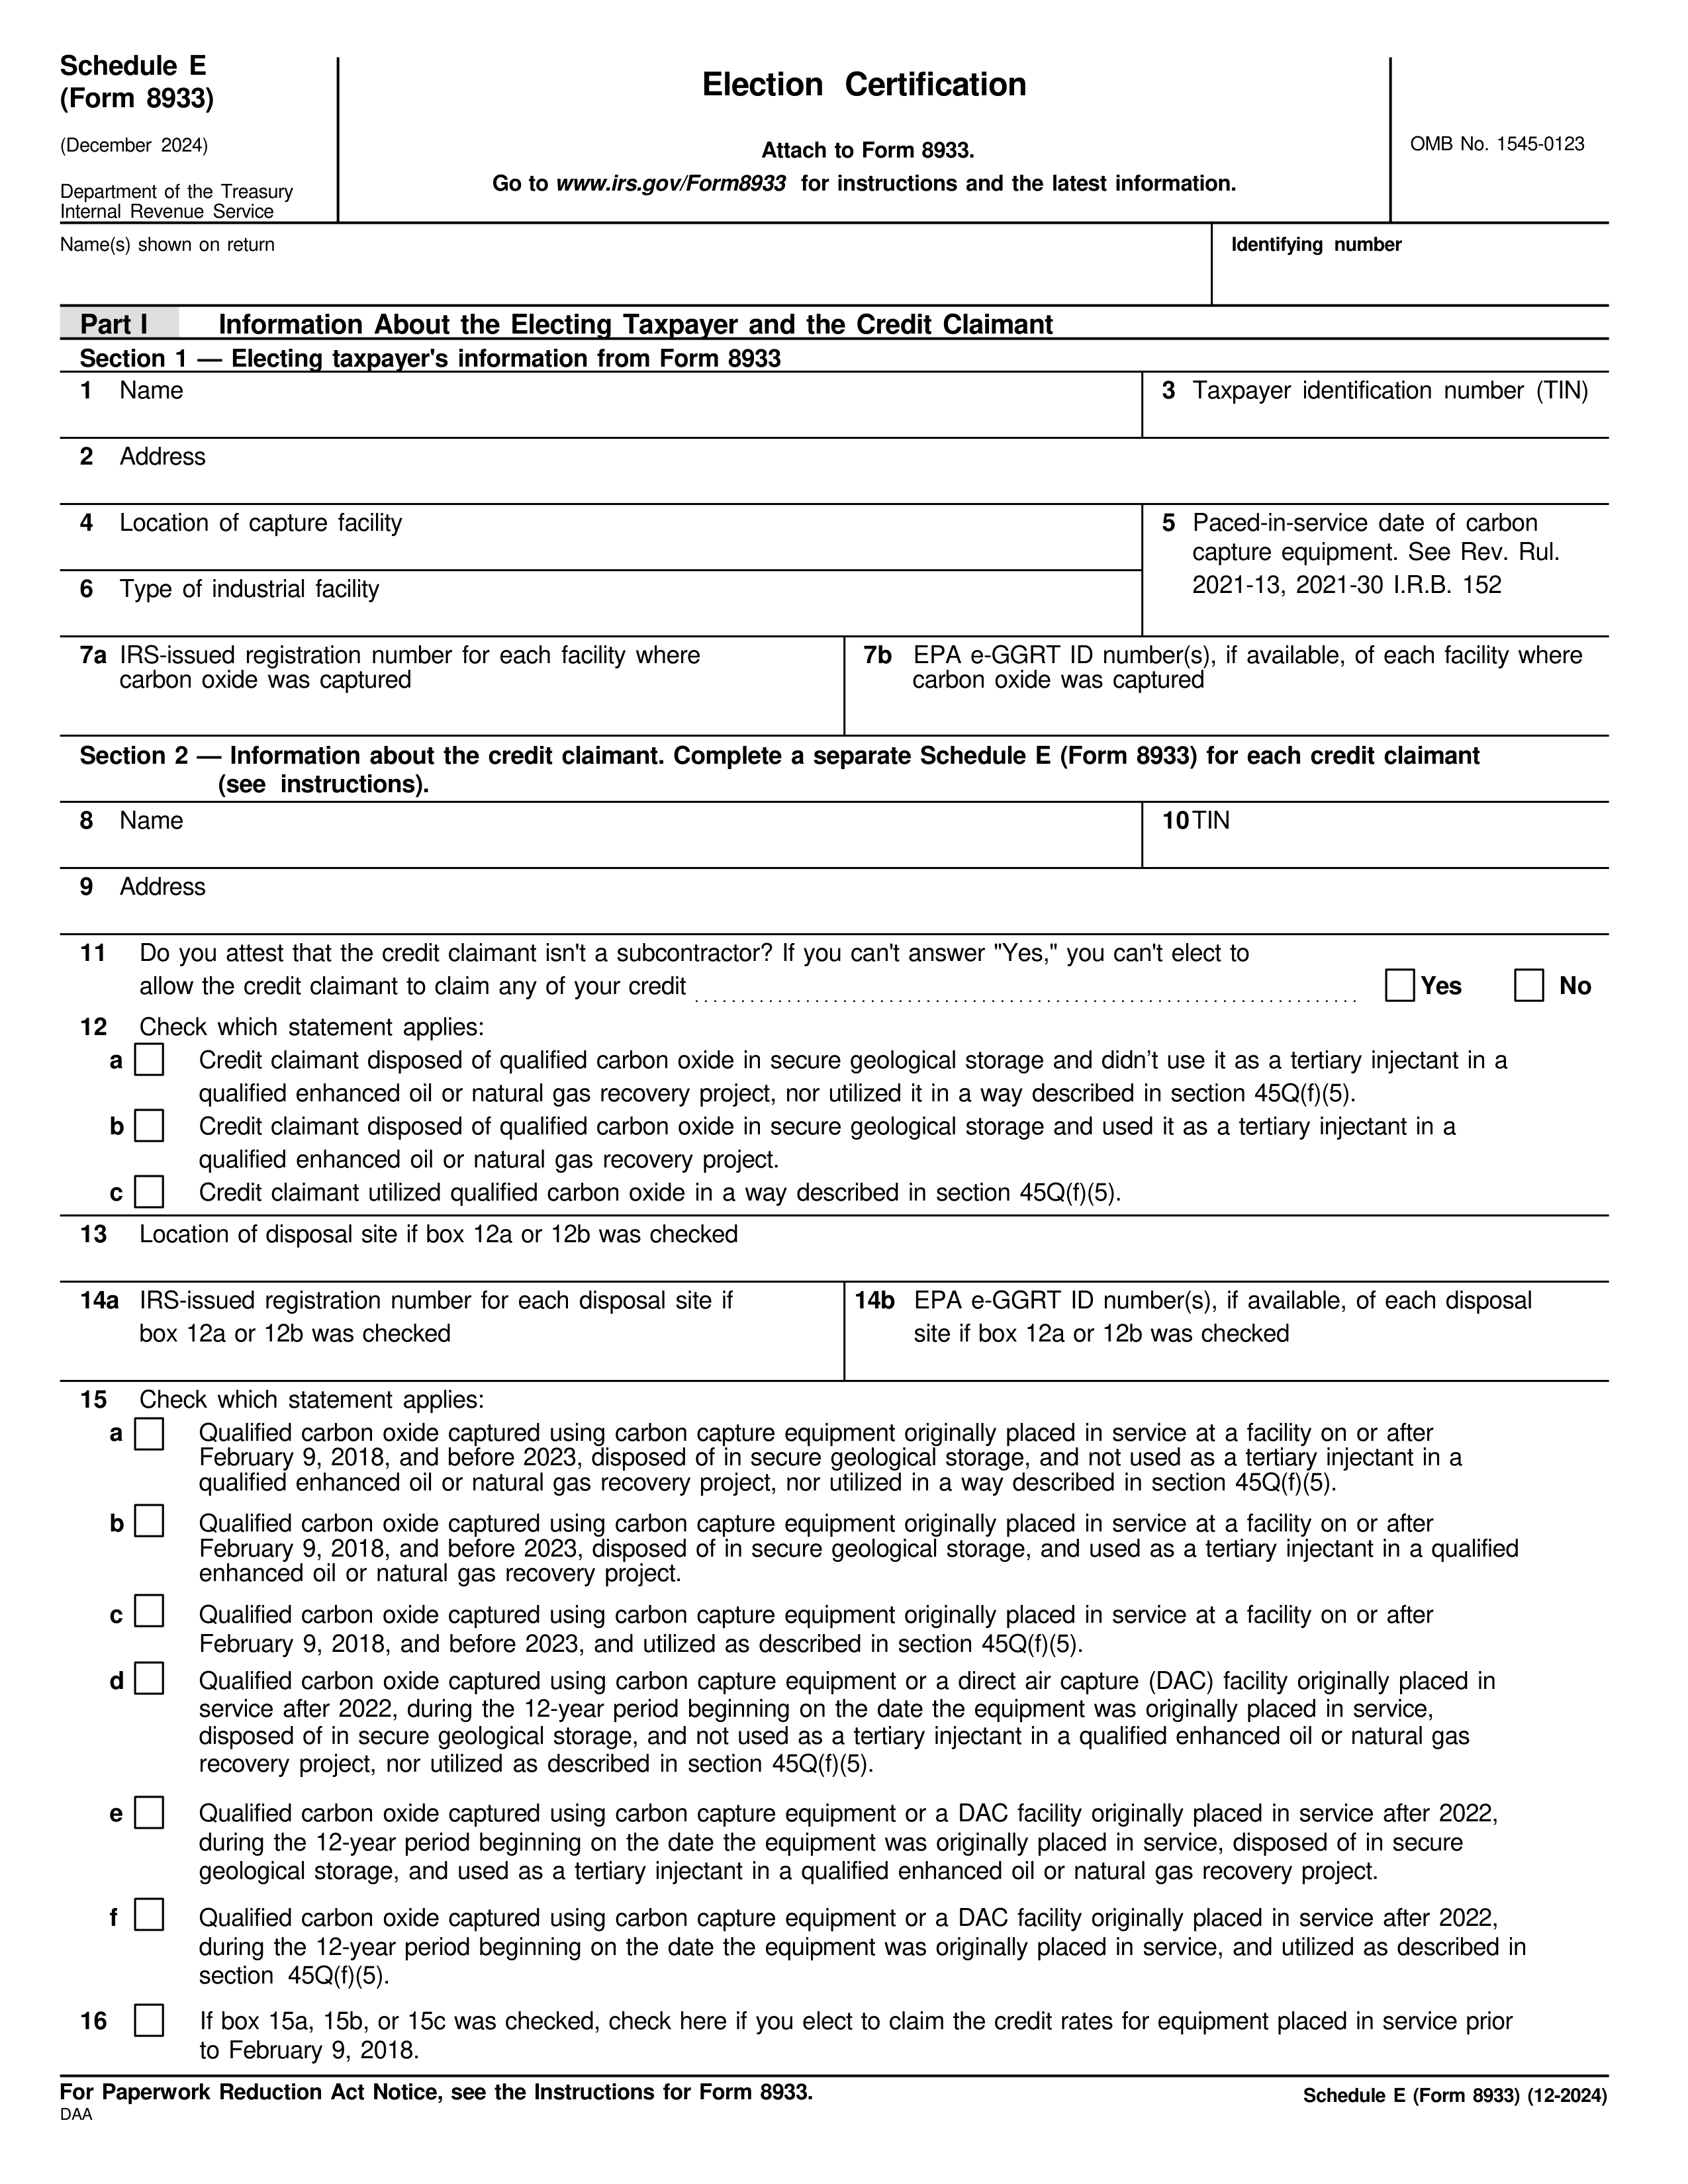 Schedule E
(Form 8933)
(December 2024)
Department of the Treasury
Internal Revenue Service
Election Certification
Attach to Form 8933.
Go to www.irs.gov/Form8933 for instructions and the latest information.
OMB No. 1545-0123
Name(s) shown on return
Identifying number
Part I Information About the Electing Taxpayer and the Credit Claimant
Section 1 — Electing taxpayer's information from Form 8933
1 Name
3 Taxpayer identification number (TIN)
2 Address
4 Location of capture facility
5 Paced-in-service date of carbon
capture equipment. See Rev. Rul.
2021-13, 2021-30 I.R.B. 152
6 Type of industrial facility
7a IRS-issued registration number for each facility where
carbon oxide was captured
7b EPA e-GGRT ID number(s), if available, of each facility where
carbon oxide was captured
Section 2 — Information about the credit claimant. Complete a separate Schedule E (Form 8933) for each credit claimant
(see instructions).
8 Name
10 TIN
9 Address
11 Do you attest that the credit claimant isn't a subcontractor? If you can't answer "Yes," you can't elect to
allow the credit claimant to claim any of your credit Yes No
12 Check which statement applies:
a Credit claimant disposed of qualified carbon oxide in secure geological storage and didn’t use it as a tertiary injectant in a
qualified enhanced oil or natural gas recovery project, nor utilized it in a way described in section 45Q(f)(5).
b Credit claimant disposed of qualified carbon oxide in secure geological storage and used it as a tertiary injectant in a
qualified enhanced oil or natural gas recovery project.
c Credit claimant utilized qualified carbon oxide in a way described in section 45Q(f)(5).
13 Location of disposal site if box 12a or 12b was checked
14a IRS-issued registration number for each disposal site if
box 12a or 12b was checked
14b EPA e-GGRT ID number(s), if available, of each disposal
site if box 12a or 12b was checked
15 Check which statement applies:
a Qualified carbon oxide captured using carbon capture equipment originally placed in service at a facility on or after
February 9, 2018, and before 2023, disposed of in secure geological storage, and not used as a tertiary injectant in a
qualified enhanced oil or natural gas recovery project, nor utilized in a way described in section 45Q(f)(5).
b Qualified carbon oxide captured using carbon capture equipment originally placed in service at a facility on or after
February 9, 2018, and before 2023, disposed of in secure geological storage, and used as a tertiary injectant in a qualified
enhanced oil or natural gas recovery project.
c Qualified carbon oxide captured using carbon capture equipment originally placed in service at a facility on or after
February 9, 2018, and before 2023, and utilized as described in section 45Q(f)(5).
d Qualified carbon oxide captured using carbon capture equipment or a direct air capture (DAC) facility originally placed in
service after 2022, during the 12-year period beginning on the date the equipment was originally placed in service,
disposed of in secure geological storage, and not used as a tertiary injectant in a qualified enhanced oil or natural gas
recovery project, nor utilized as described in section 45Q(f)(5).
e Qualified carbon oxide captured using carbon capture equipment or a DAC facility originally placed in service after 2022,
during the 12-year period beginning on the date the equipment was originally placed in service, disposed of in secure
geological storage, and used as a tertiary injectant in a qualified enhanced oil or natural gas recovery project.
f Qualified carbon oxide captured using carbon capture equipment or a DAC facility originally placed in service after 2022,
during the 12-year period beginning on the date the equipment was originally placed in service, and utilized as described in
section 45Q(f)(5).
16 If box 15a, 15b, or 15c was checked, check here if you elect to claim the credit rates for equipment placed in service prior
to February 9, 2018.
For Paperwork Reduction Act Notice, see the Instructions for Form 8933.
Schedule E (Form 8933) (12-2024)
DAA